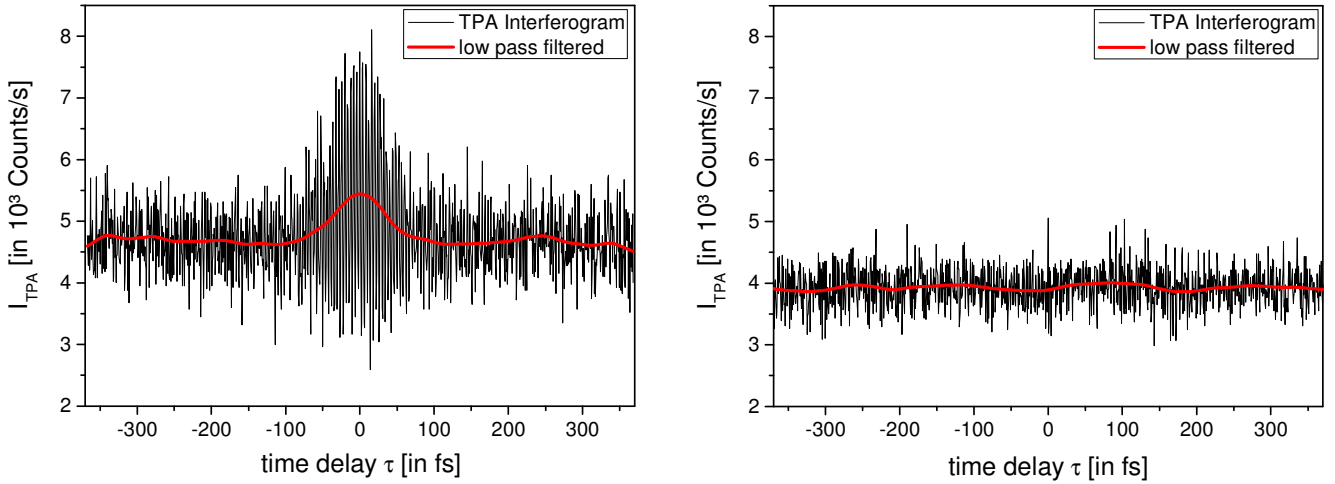 TPA Interferogram
low pass filtered
I_TPA [in 10³ Counts/s]
8
7
6
5
4
3
2
-300 -200 -100 0 100 200 300
time delay τ [in fs]
TPA Interferogram
low pass filtered
I_TPA [in 10³ Counts/s]
8
7
6
5
4
3
2
-300 -200 -100 0 100 200 300
time delay τ [in fs]